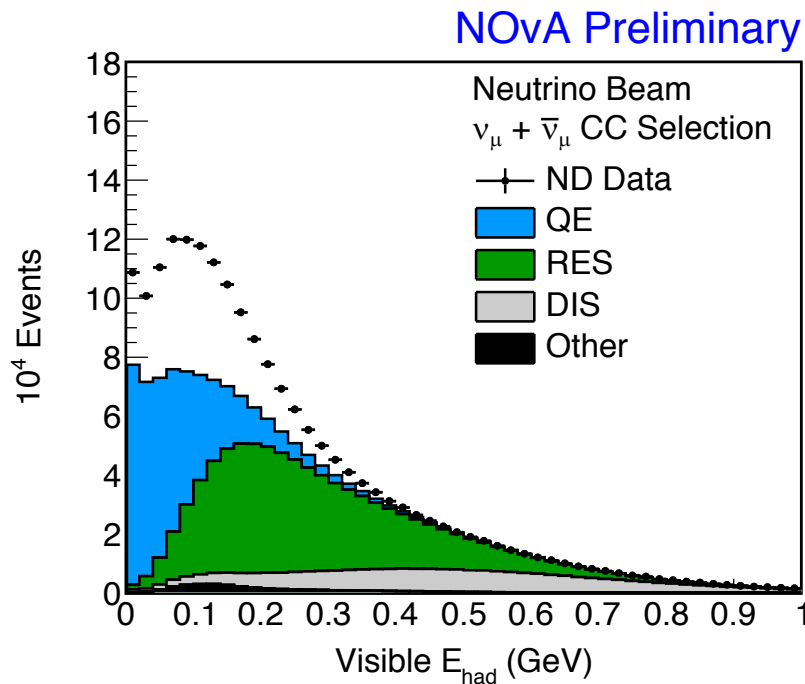 NOvA Preliminary
18
16
14
12
10
8
6
4
2
0
10⁴ Events
Neutrino Beam
νμ + ν̄μ CC Selection
ND Data
QE
RES
DIS
Other
0 0.1 0.2 0.3 0.4 0.5 0.6 0.7 0.8 0.9 1
Visible E_had (GeV)